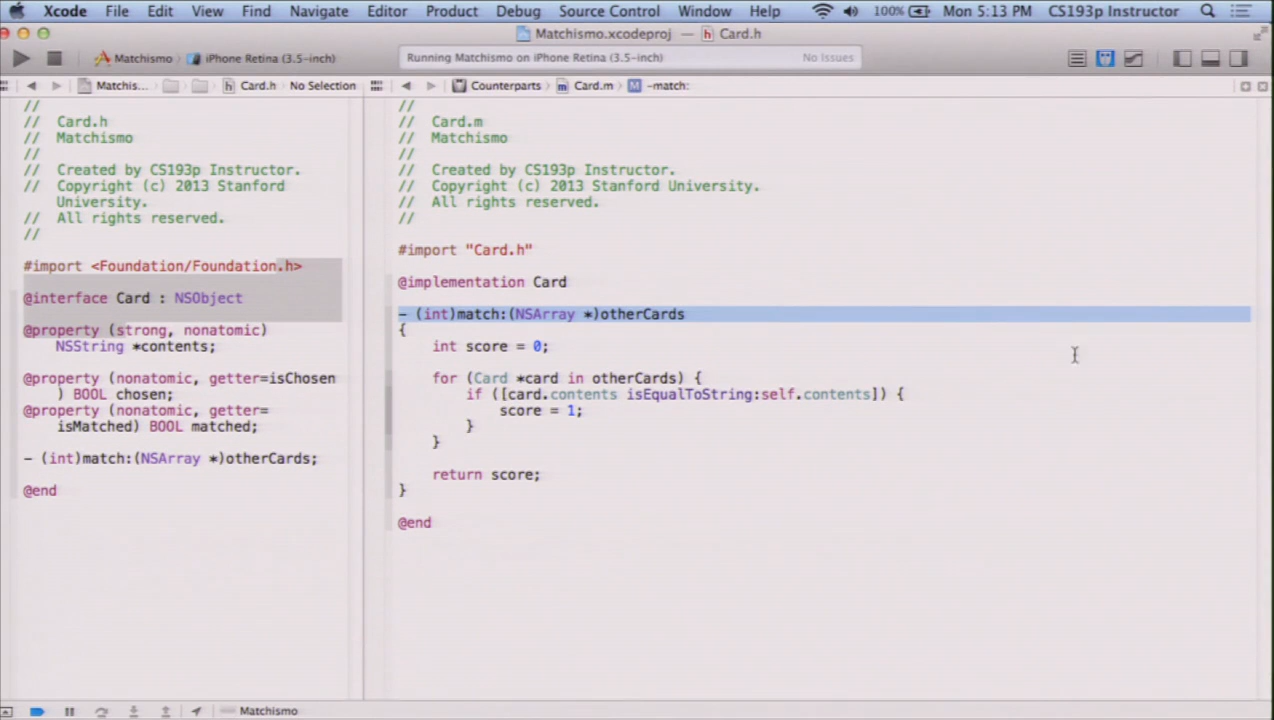 Xcode File Edit View Find Navigate Editor Product Debug Source Control Window Help 100% Mon 5:13 PM CS193p Instructor
Matchismo.xcodeproj — Card.h
Matchismo iPhone Retina (3.5-inch) Running Matchismo on iPhone Retina (3.5-inch) No Issues
Matchis... Card.h No Selection
//
// Card.h
// Matchismo
//
// Created by CS193p Instructor.
// Copyright (c) 2013 Stanford
University.
// All rights reserved.
//
#import <Foundation/Foundation.h>
@interface Card : NSObject
@property (strong, nonatomic)
NSString *contents;
@property (nonatomic, getter=isChosen
) BOOL chosen;
@property (nonatomic, getter=
isMatched) BOOL matched;
- (int)match:(NSArray *)otherCards;
@end
Counterparts Card.m M -match:
//
// Card.m
// Matchismo
//
// Created by CS193p Instructor.
// Copyright (c) 2013 Stanford University.
// All rights reserved.
//
#import "Card.h"
@implementation Card
- (int)match:(NSArray *)otherCards
{
int score = 0;
for (Card *card in otherCards) {
if ([card.contents isEqualToString:self.contents]) {
score = 1;
}
}
return score;
}
@end
Matchismo